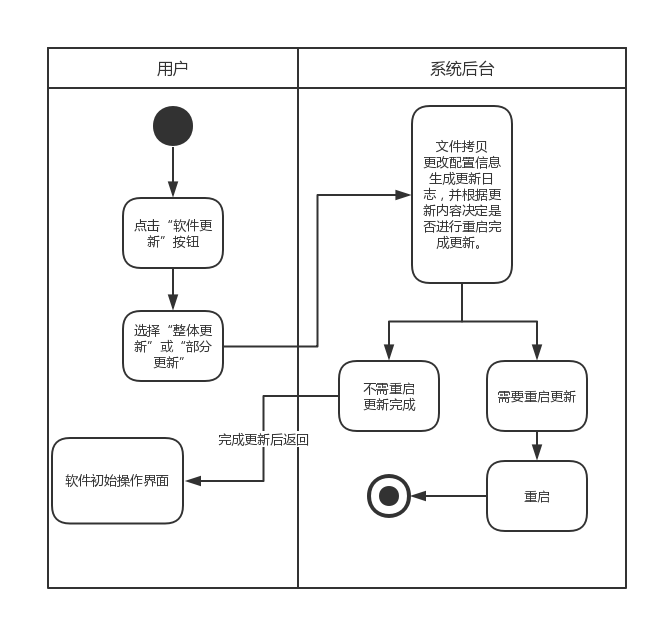 用户
系统后台
点击“软件更
新”按钮
选择“整体更
新”或“部分
更新”
文件拷贝
更改配置信息
生成更新日
志，并根据更
新内容决定是
否进行重启完
成更新。
不需重启
更新完成
需要重启更新
完成更新后返回
软件初始操作界面
重启